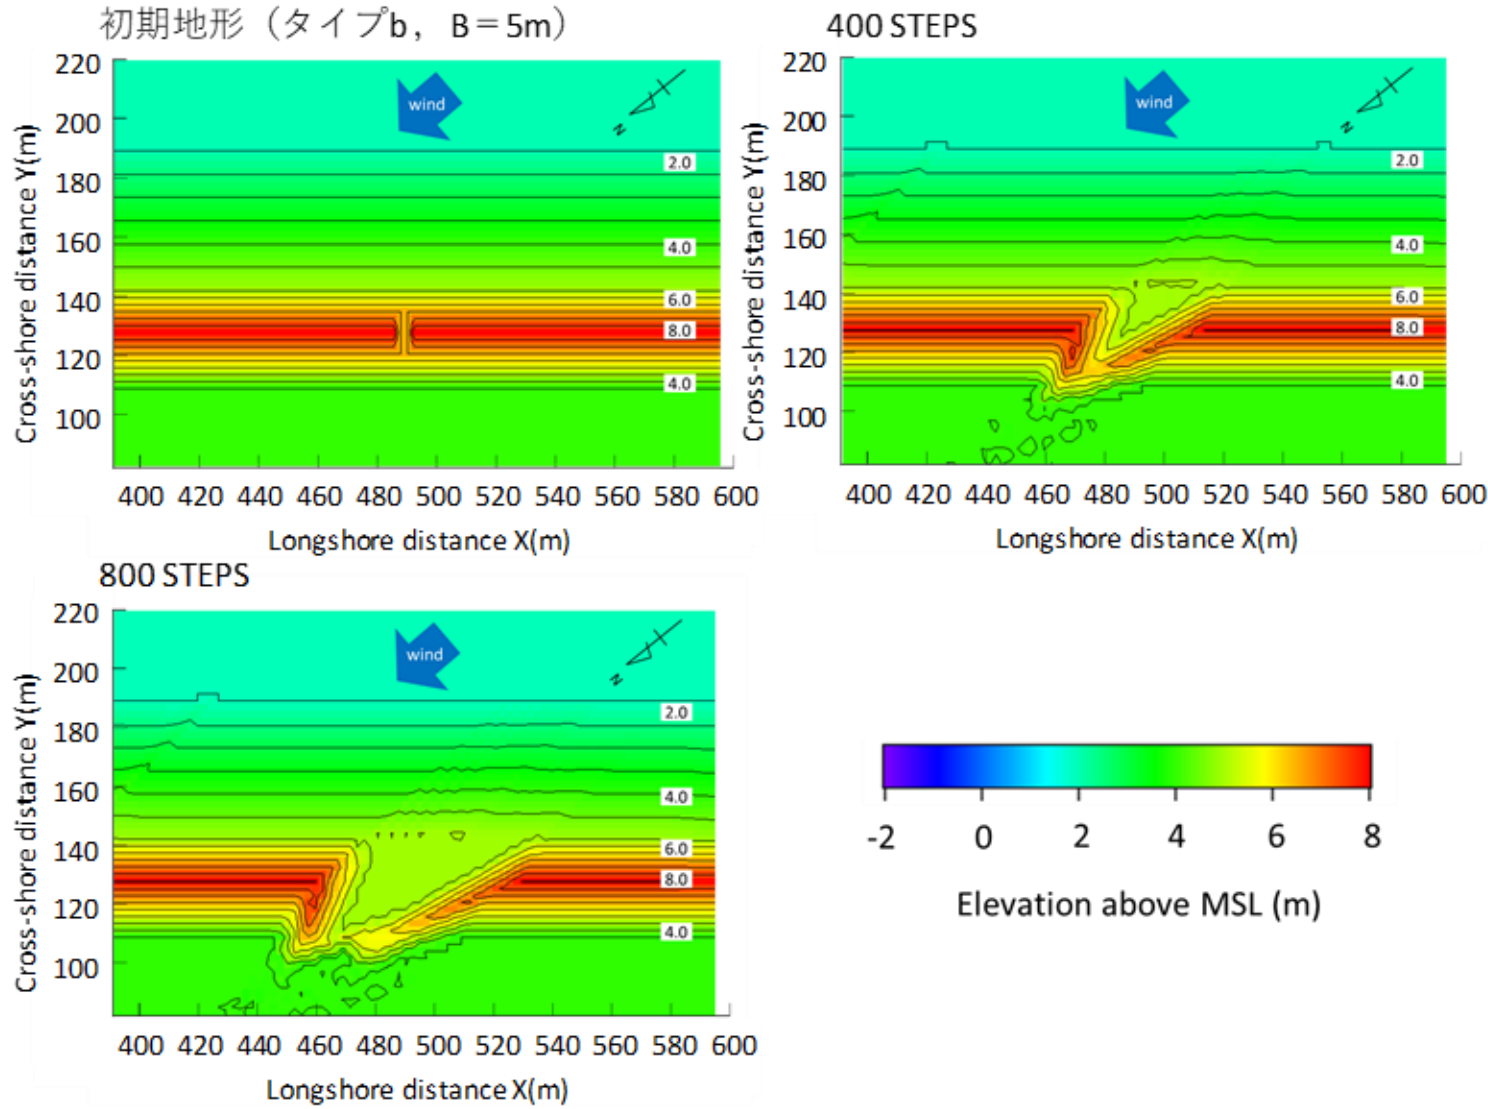 初期地形（タイプb，B＝5m）
400 STEPS
Cross-shore distance Y(m)
220
200
180
160
140
120
100
wind
N
2.0
4.0
6.0
8.0
4.0
400 420 440 460 480 500 520 540 560 580 600
Longshore distance X(m)
Cross-shore distance Y(m)
220
200
180
160
140
120
100
wind
N
2.0
4.0
6.0
8.0
4.0
400 420 440 460 480 500 520 540 560 580 600
Longshore distance X(m)
800 STEPS
Cross-shore distance Y(m)
220
200
180
160
140
120
100
wind
N
2.0
4.0
6.0
8.0
4.0
400 420 440 460 480 500 520 540 560 580 600
Longshore distance X(m)
-2 0 2 4 6 8
Elevation above MSL (m)